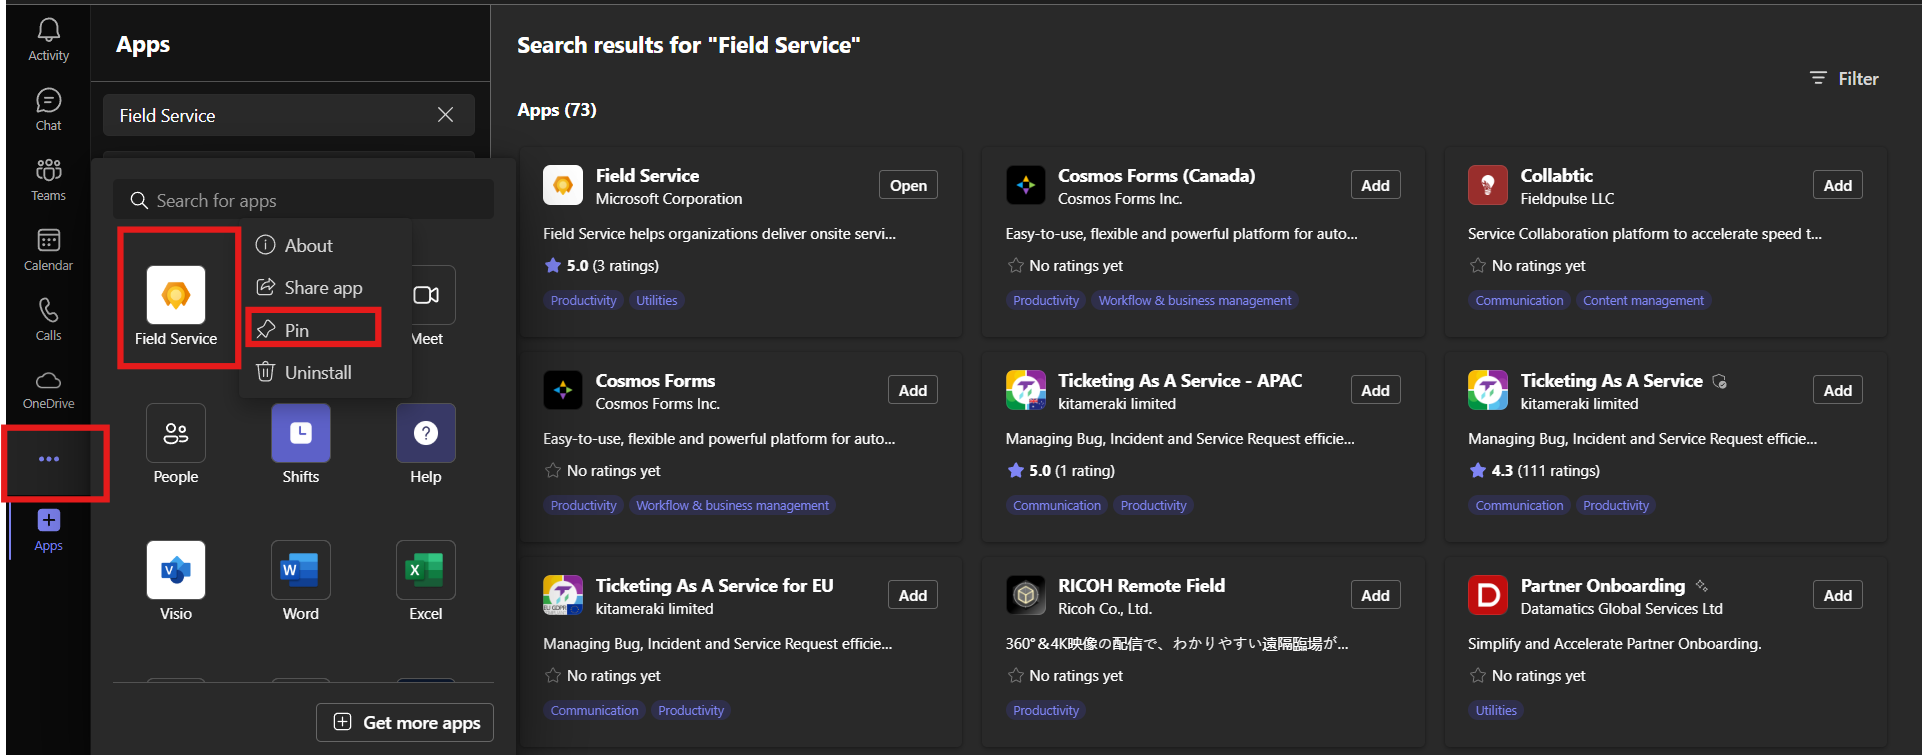 Activity
Chat
Teams
Calendar
Calls
OneDrive
Apps
Apps
Field Service
Search for apps
Field Service
About
Share app
Pin
Uninstall
Meet
People
Shifts
Help
Visio
Word
Excel
Get more apps
Search results for "Field Service"
Filter
Apps (73)
Field Service
Microsoft Corporation
Open
Field Service helps organizations deliver onsite servi...
5.0 (3 ratings)
Productivity
Utilities
Cosmos Forms (Canada)
Cosmos Forms Inc.
Add
Easy-to-use, flexible and powerful platform for auto...
No ratings yet
Productivity
Workflow & business management
Collabtic
Fieldpulse LLC
Add
Service Collaboration platform to accelerate speed t...
No ratings yet
Communication
Content management
Cosmos Forms
Cosmos Forms Inc.
Add
Easy-to-use, flexible and powerful platform for auto...
No ratings yet
Productivity
Workflow & business management
Ticketing As A Service - APAC
kitameraki limited
Add
Managing Bug, Incident and Service Request efficie...
5.0 (1 rating)
Communication
Productivity
Ticketing As A Service
kitameraki limited
Add
Managing Bug, Incident and Service Request efficie...
4.3 (111 ratings)
Communication
Productivity
Ticketing As A Service for EU
kitameraki limited
Add
EU GDPR
Managing Bug, Incident and Service Request efficie...
No ratings yet
Communication
Productivity
RICOH Remote Field
Ricoh Co., Ltd.
Add
360°＆4K映像の配信で、わかりやすい遠隔臨場が...
No ratings yet
Productivity
Partner Onboarding
Datamatics Global Services Ltd
Add
Simplify and Accelerate Partner Onboarding.
No ratings yet
Utilities